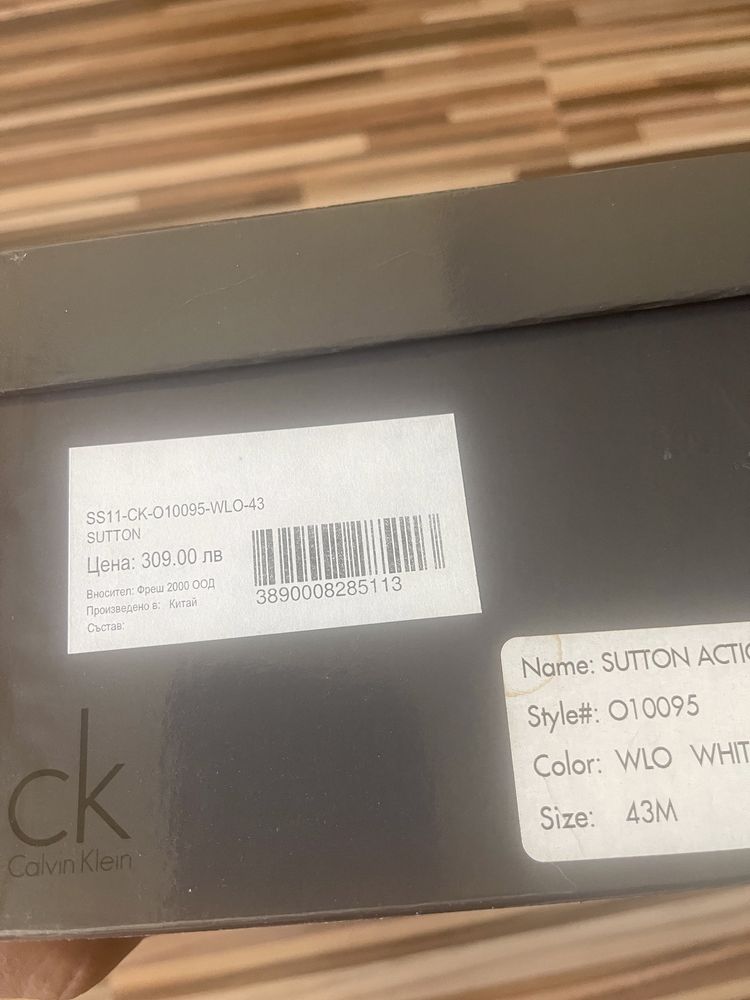 SS11-CK-O10095-WLO-43
SUTTON
Цена: 309.00 лв
Вносител: Фреш 2000 ООД
Произведено в: Китай
Състав:
3890008285113
Name: SUTTON ACTIO
Style#: O10095
Color: WLO WHIT
Size: 43M
ck
Calvin Klein